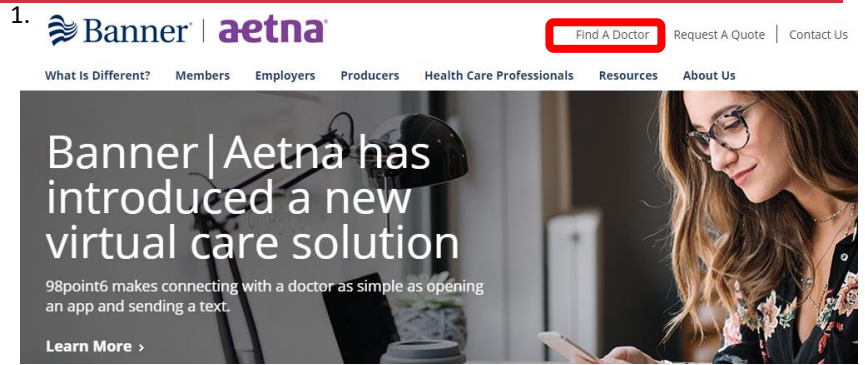 1.
Banner | aetna
Find A Doctor Request A Quote | Contact Us
What Is Different? Members Employers Producers Health Care Professionals Resources About Us
Banner|Aetna has
introduced a new
virtual care solution
98point6 makes connecting with a doctor as simple as opening
an app and sending a text.
Learn More ›